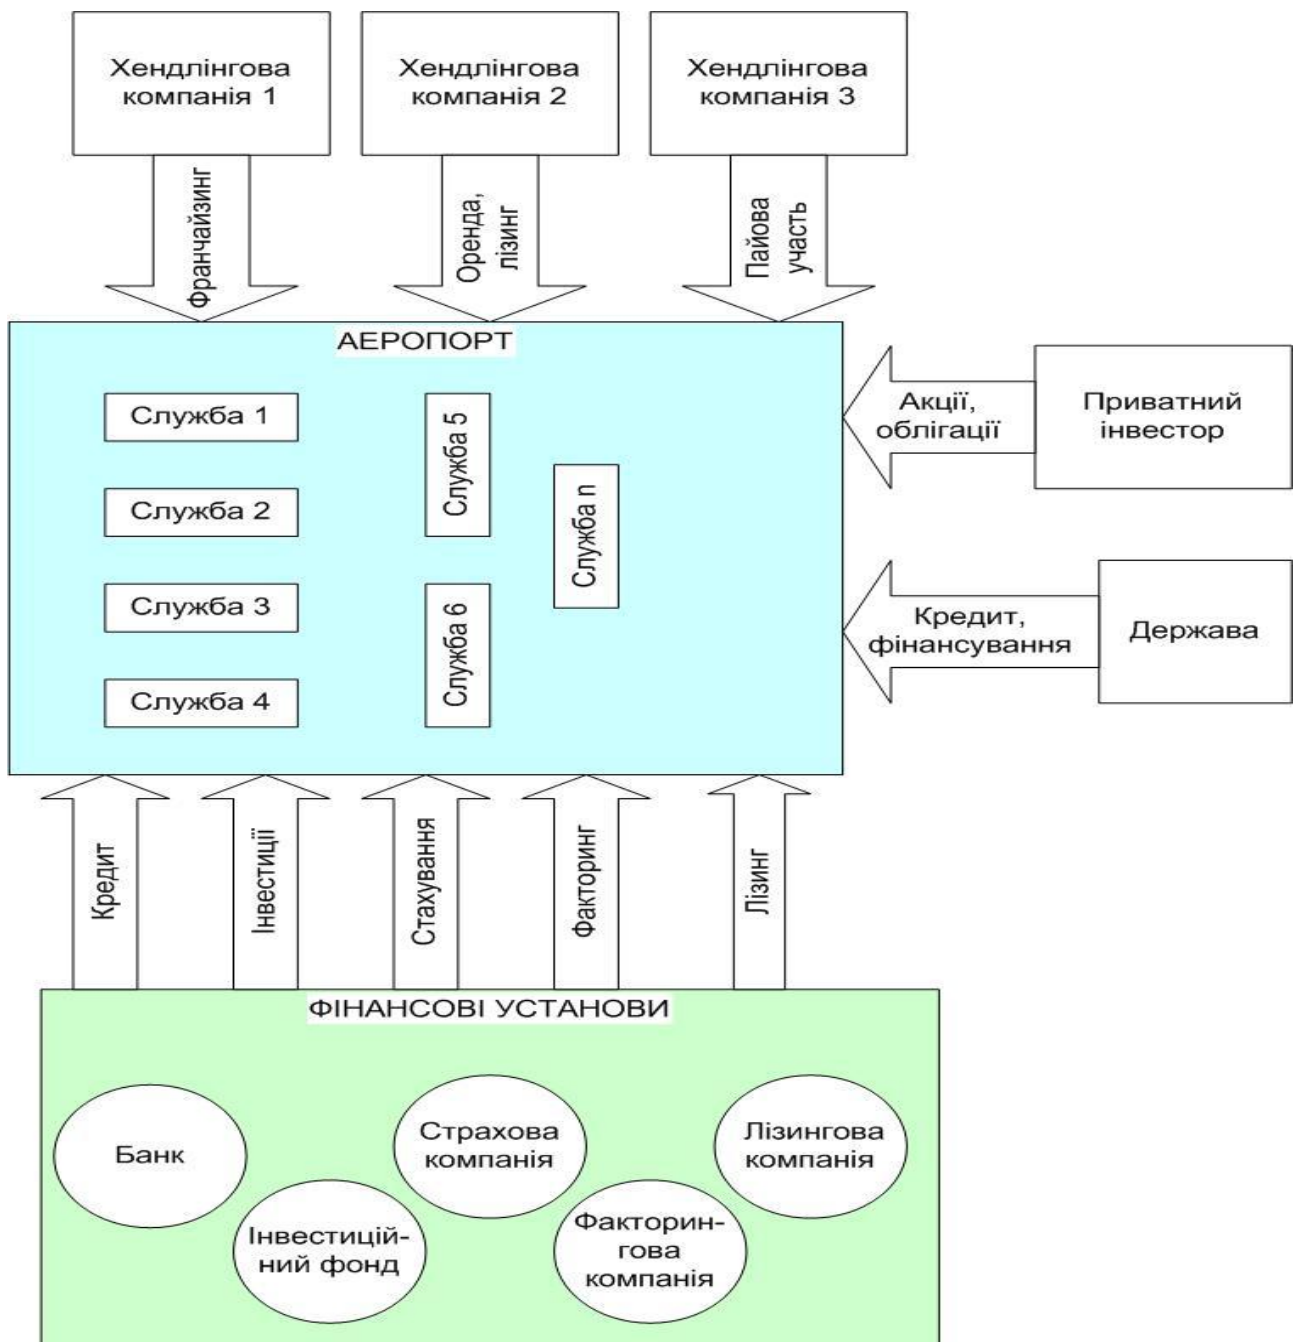 Хендлінгова
компанія 1
Хендлінгова
компанія 2
Хендлінгова
компанія 3
Франчайзинг
Оренда,
лізинг
Пайова
участь
АЕРОПОРТ
Служба 1
Служба 2
Служба 3
Служба 4
Служба 5
Служба 6
Служба n
Акції,
облігації
Приватний
інвестор
Кредит,
фінансування
Держава
Кредит
Інвестиції
Стахування
Факторинг
Лізинг
ФІНАНСОВІ УСТАНОВИ
Банк
Інвестицій-
ний фонд
Страхова
компанія
Факторин-
гова
компанія
Лізингова
компанія